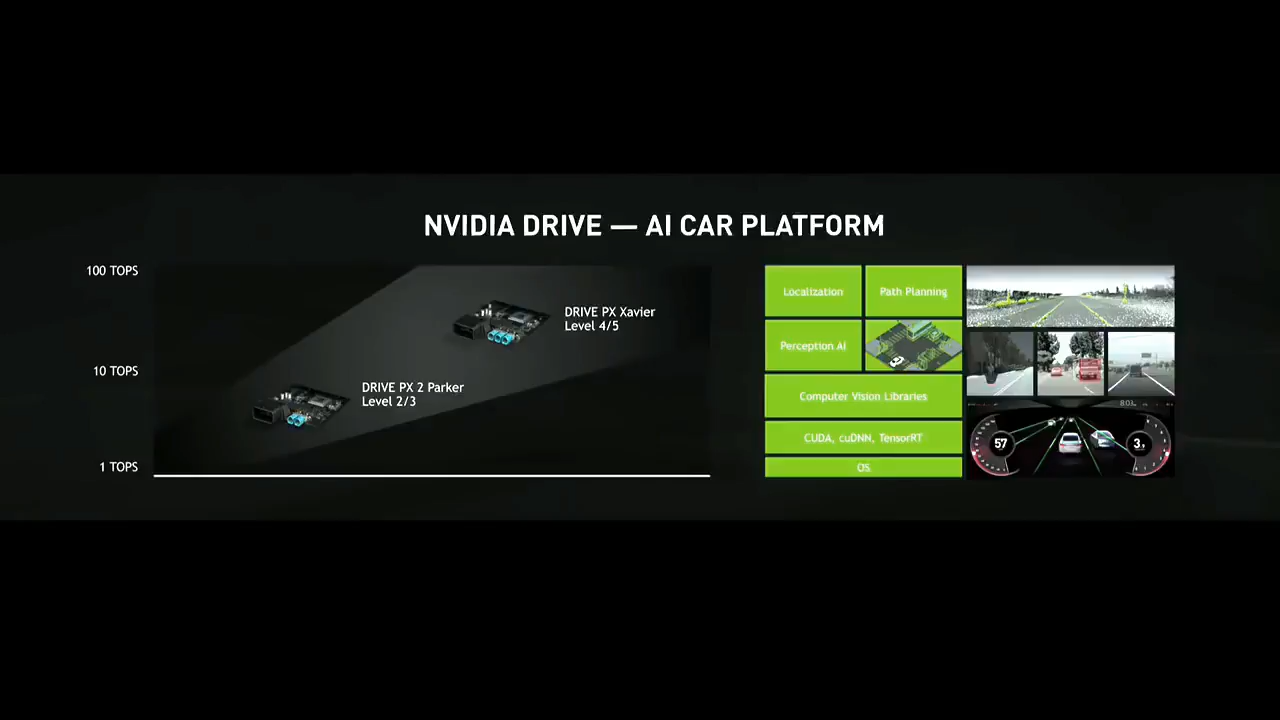 NVIDIA DRIVE — AI CAR PLATFORM
100 TOPS
10 TOPS
1 TOPS
DRIVE PX Xavier
Level 4/5
DRIVE PX 2 Parker
Level 2/3
Localization
Path Planning
Perception AI
Computer Vision Libraries
CUDA, cuDNN, TensorRT
OS
57